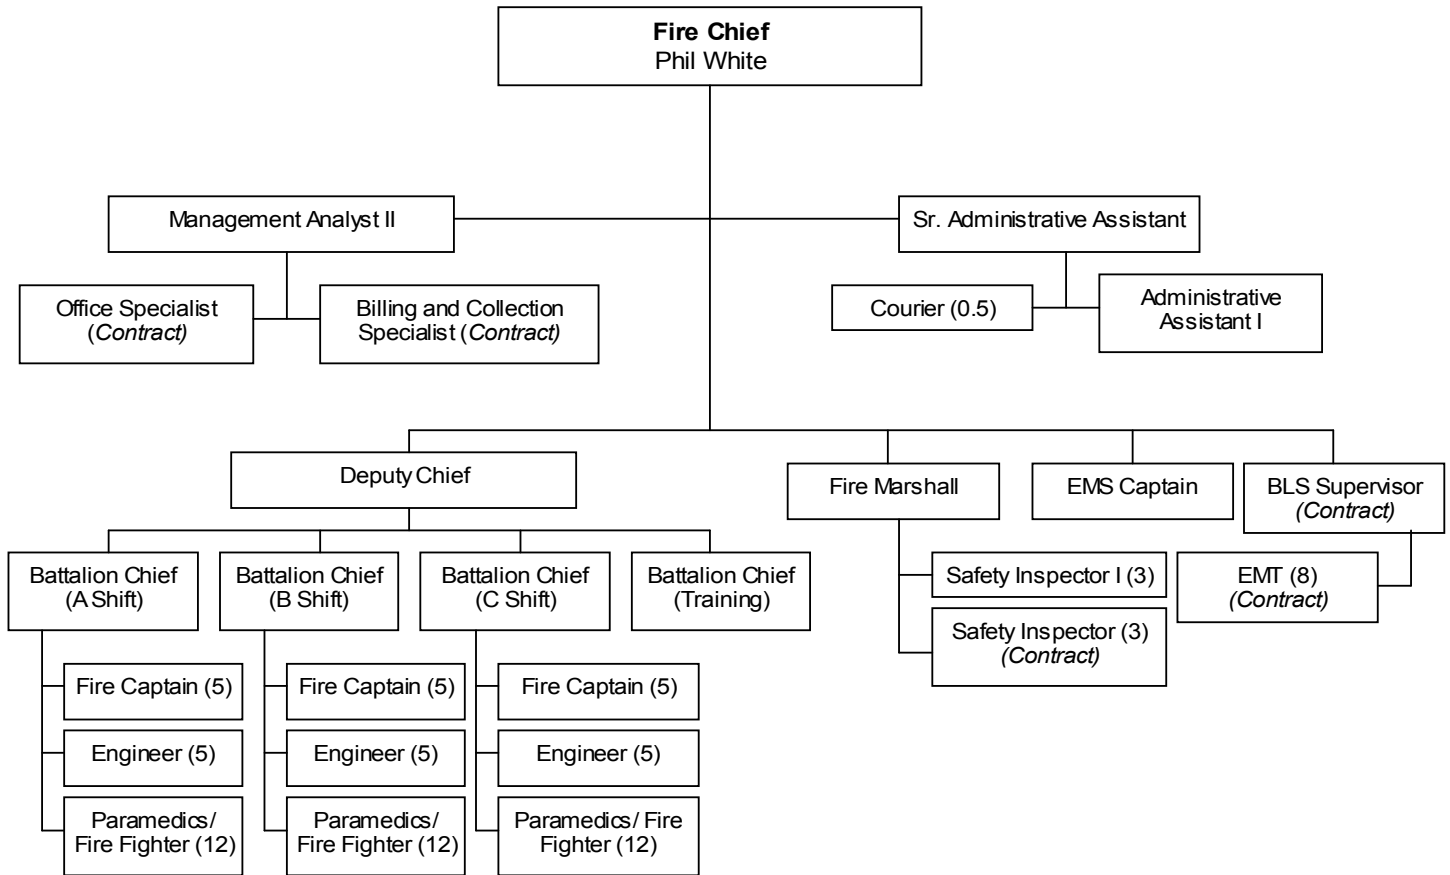 Fire Chief
Phil White
Management Analyst II
Sr. Administrative Assistant
Office Specialist
(Contract)
Billing and Collection
Specialist (Contract)
Courier (0.5)
Administrative
Assistant I
Deputy Chief
Fire Marshall
EMS Captain
BLS Supervisor
(Contract)
Battalion Chief
(A Shift)
Battalion Chief
(B Shift)
Battalion Chief
(C Shift)
Battalion Chief
(Training)
Safety Inspector I (3)
Safety Inspector (3)
(Contract)
EMT (8)
(Contract)
Fire Captain (5)
Fire Captain (5)
Fire Captain (5)
Engineer (5)
Engineer (5)
Engineer (5)
Paramedics/
Fire Fighter (12)
Paramedics/
Fire Fighter (12)
Paramedics/ Fire
Fighter (12)